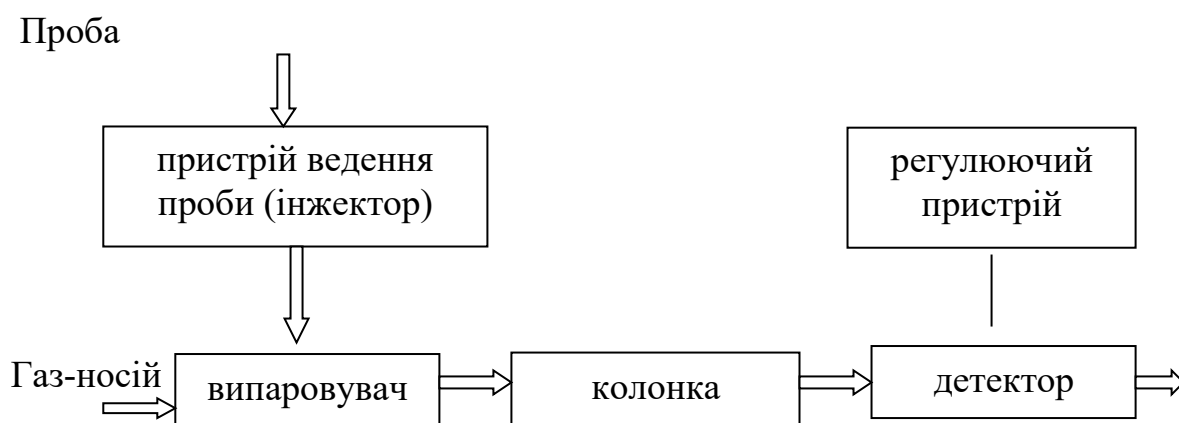 Проба
пристрій ведення
проби (інжектор)
регулюючий
пристрій
Газ-носій
випаровувач
колонка
детектор